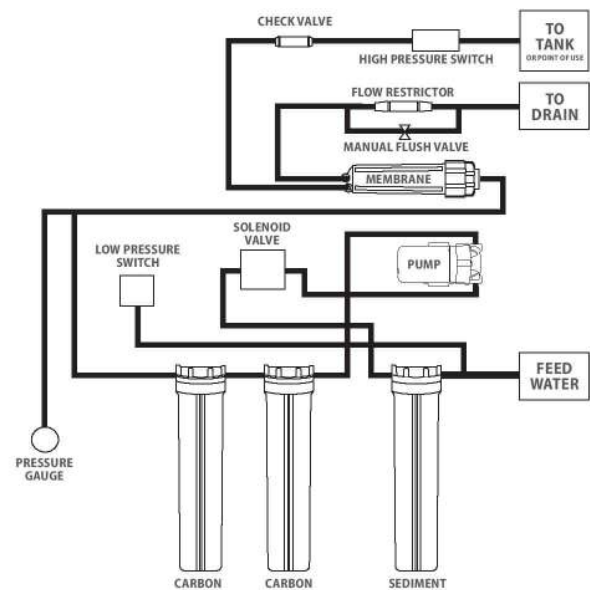 CHECK VALVE
HIGH PRESSURE SWITCH
TO
TANK
OR POINT OF USE
FLOW RESTRICTOR
TO
DRAIN
MANUAL FLUSH VALVE
MEMBRANE
LOW PRESSURE
SWITCH
SOLENOID
VALVE
PUMP
FEED
WATER
PRESSURE
GAUGE
CARBON
CARBON
SEDIMENT